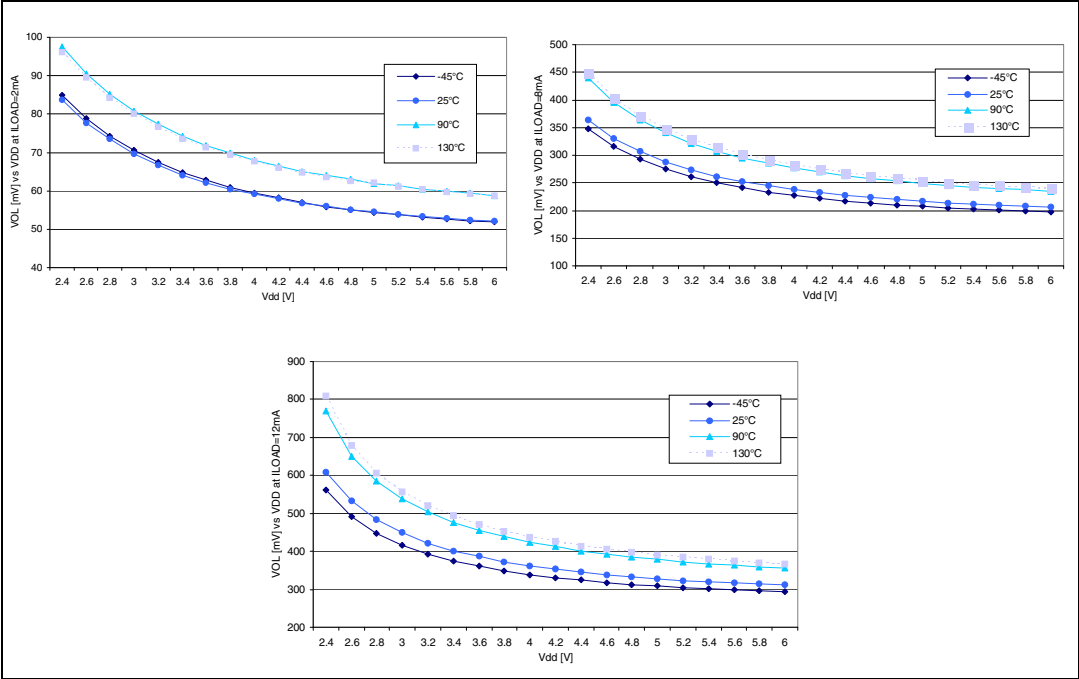 VOL [mV] vs VDD at ILOAD=2mA
100
90
80
70
60
50
40
2.4 2.6 2.8 3 3.2 3.4 3.6 3.8 4 4.2 4.4 4.6 4.8 5 5.2 5.4 5.6 5.8 6
Vdd [V]
-45°C
25°C
90°C
130°C
VOL [mV] vs VDD at ILOAD=8mA
500
450
400
350
300
250
200
150
100
2.4 2.6 2.8 3 3.2 3.4 3.6 3.8 4 4.2 4.4 4.6 4.8 5 5.2 5.4 5.6 5.8 6
Vdd [V]
-45°C
25°C
90°C
130°C
VOL [mV] vs VDD at ILOAD=12mA
900
800
700
600
500
400
300
200
2.4 2.6 2.8 3 3.2 3.4 3.6 3.8 4 4.2 4.4 4.6 4.8 5 5.2 5.4 5.6 5.8 6
Vdd [V]
-45°C
25°C
90°C
130°C